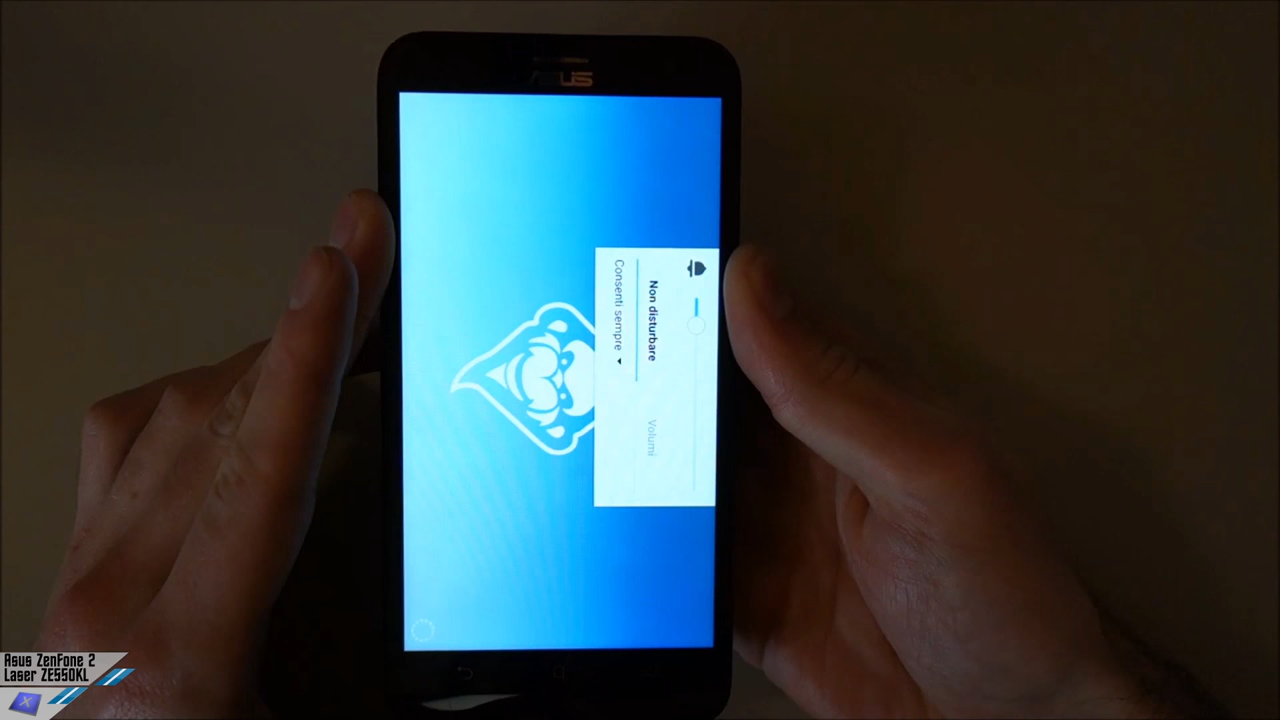 ASUS
Non disturbare
Consenti sempre
Volumi
Asus ZenFone 2
Laser ZE550KL